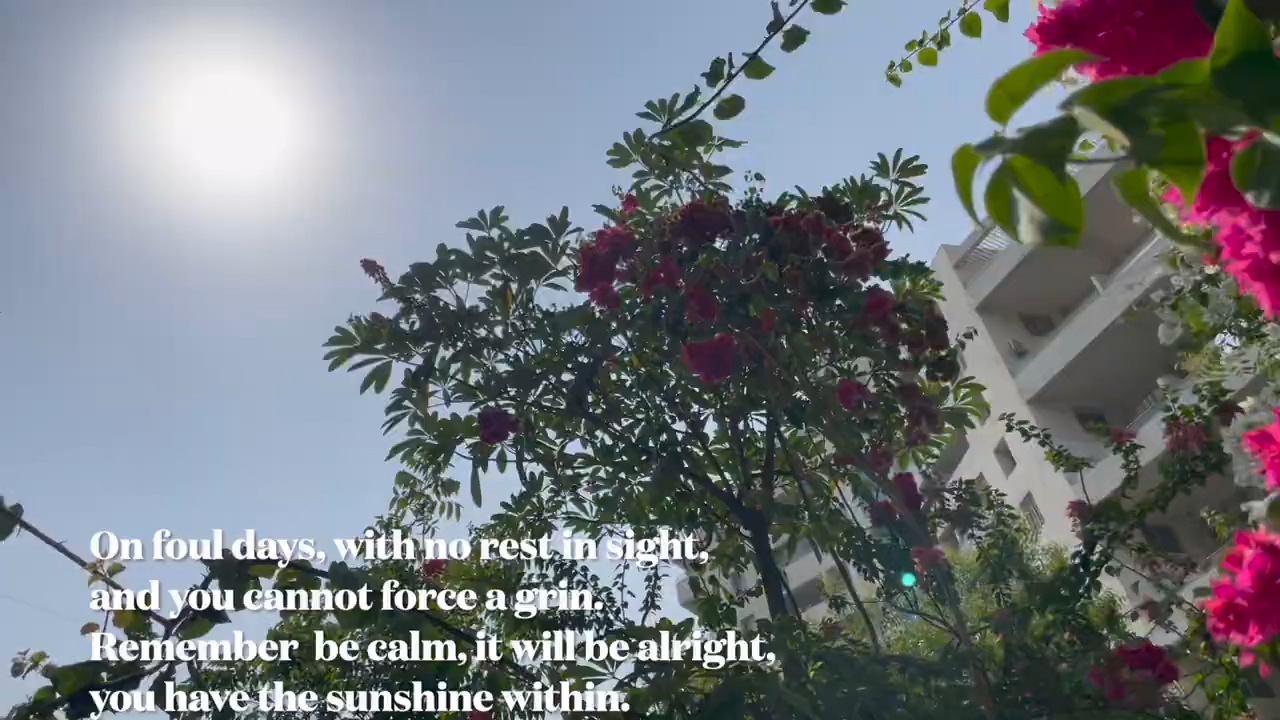 On foul days, with no rest in sight,
and you cannot force a grin.
Remember  be calm, it will be alright,
you have the sunshine within.